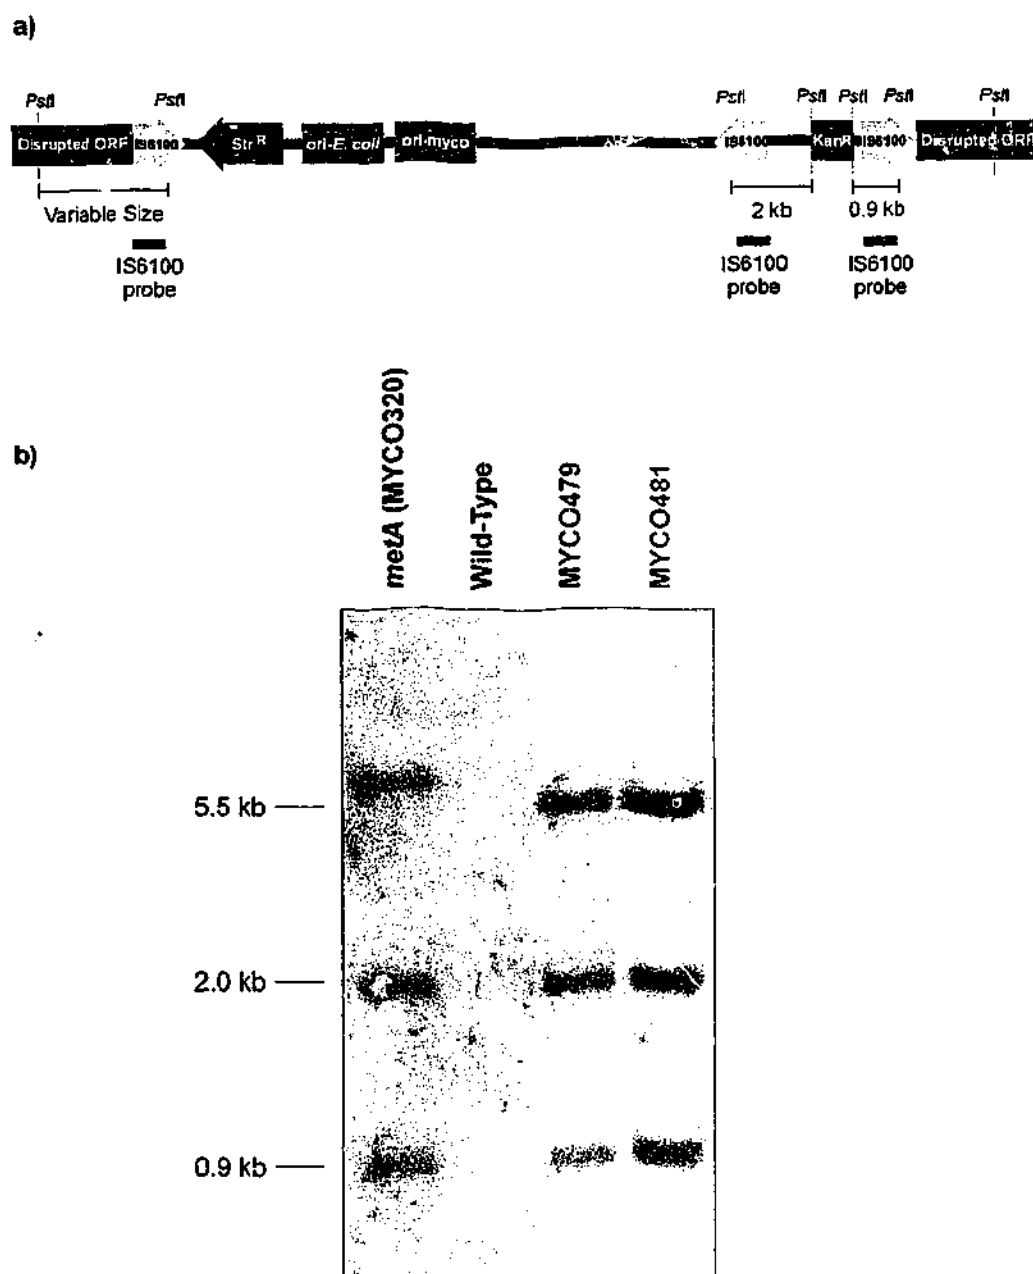 a)
PstI PstI PstI PstI PstI PstI PstI
Disrupted ORF IS6100 Str R ori-E. coli ori-myco IS6100 KanR IS6100 Disrupted ORF
Variable Size 2 kb 0.9 kb
IS6100 IS6100 IS6100
probe probe probe
b)
metA (MYCO320)
Wild-Type
MYCO479
MYCO481
5.5 kb
2.0 kb
0.9 kb